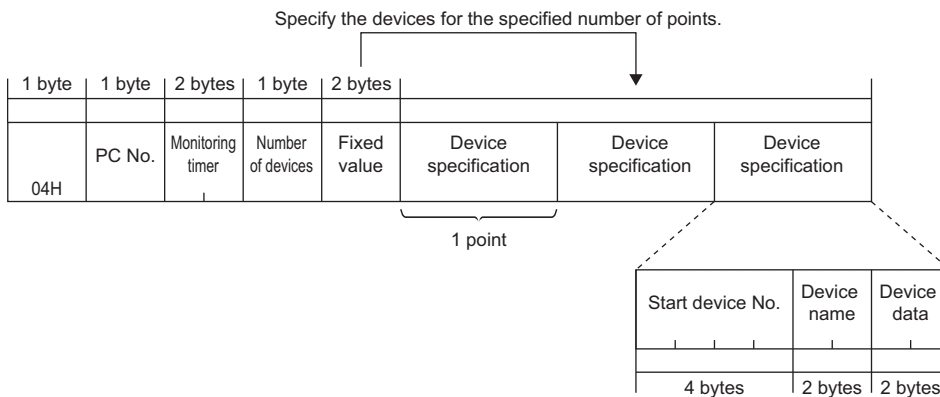 Specify the devices for the specified number of points.
1 byte 1 byte 2 bytes 1 byte 2 bytes
04H
PC No.
Monitoring
timer
Number
of devices
Fixed
value
Device
specification
Device
specification
Device
specification
1 point
Start device No.
Device
name
Device
data
4 bytes 2 bytes 2 bytes